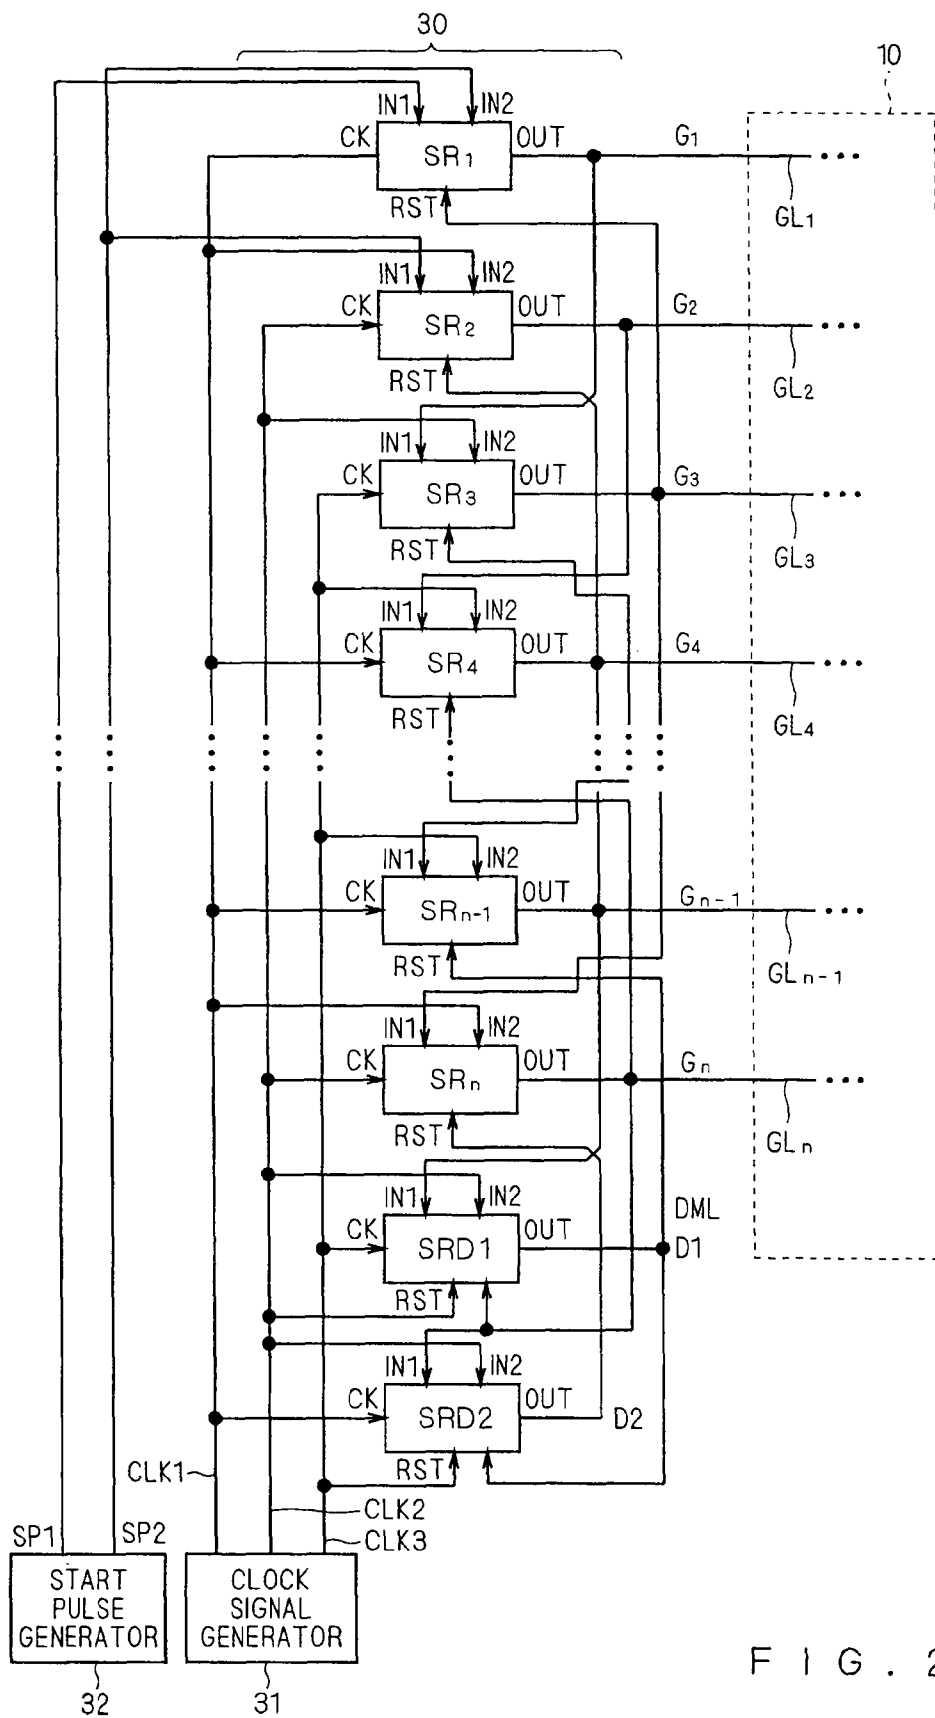 30
10
IN1 IN2
CK SR1 OUT G1
RST GL1
IN1 IN2
CK SR2 OUT G2
RST GL2
IN1 IN2
CK SR3 OUT G3
RST GL3
IN1 IN2
CK SR4 OUT G4
RST GL4
IN1 IN2
CK SRn-1 OUT Gn-1
RST GLn-1
IN1 IN2
CK SRn OUT Gn
RST GLn
IN1 IN2
DML
CK SRD1 OUT D1
RST
IN1 IN2
CK SRD2 OUT D2
RST
CLK1
CLK2
CLK3
SP1 SP2
START PULSE GENERATOR
CLOCK SIGNAL GENERATOR
32 31
FIG. 2